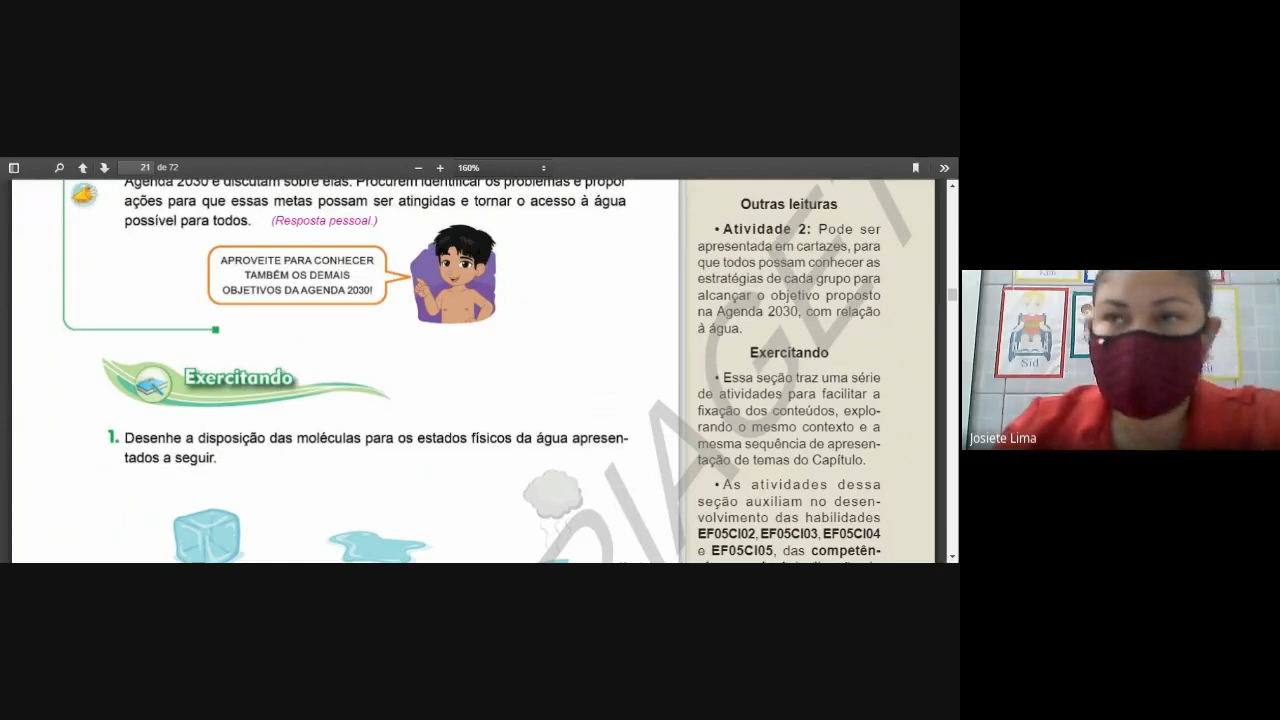 21 de 72
160%
Agenda 2030 e discutam sobre elas. Procurem identificar os problemas e propor
ações para que essas metas possam ser atingidas e tornar o acesso à água
possível para todos. (Resposta pessoal.)
APROVEITE PARA CONHECER
TAMBÉM OS DEMAIS
OBJETIVOS DA AGENDA 2030!
Exercitando
1. Desenhe a disposição das moléculas para os estados físicos da água apresen-
tados a seguir.
Outras leituras
• Atividade 2: Pode ser
apresentada em cartazes, para
que todos possam conhecer as
estratégias de cada grupo para
alcançar o objetivo proposto
na Agenda 2030, com relação
à água.
Exercitando
• Essa seção traz uma série
de atividades para facilitar a
fixação dos conteúdos, explo-
rando o mesmo contexto e a
mesma sequência de apresen-
tação de temas do Capítulo.
• As atividades dessa
seção auxiliam no desen-
volvimento das habilidades
EF05CI02, EF05CI03, EF05CI04
e EF05CI05, das competên-
PIAGET
Sid
Josiete Lima